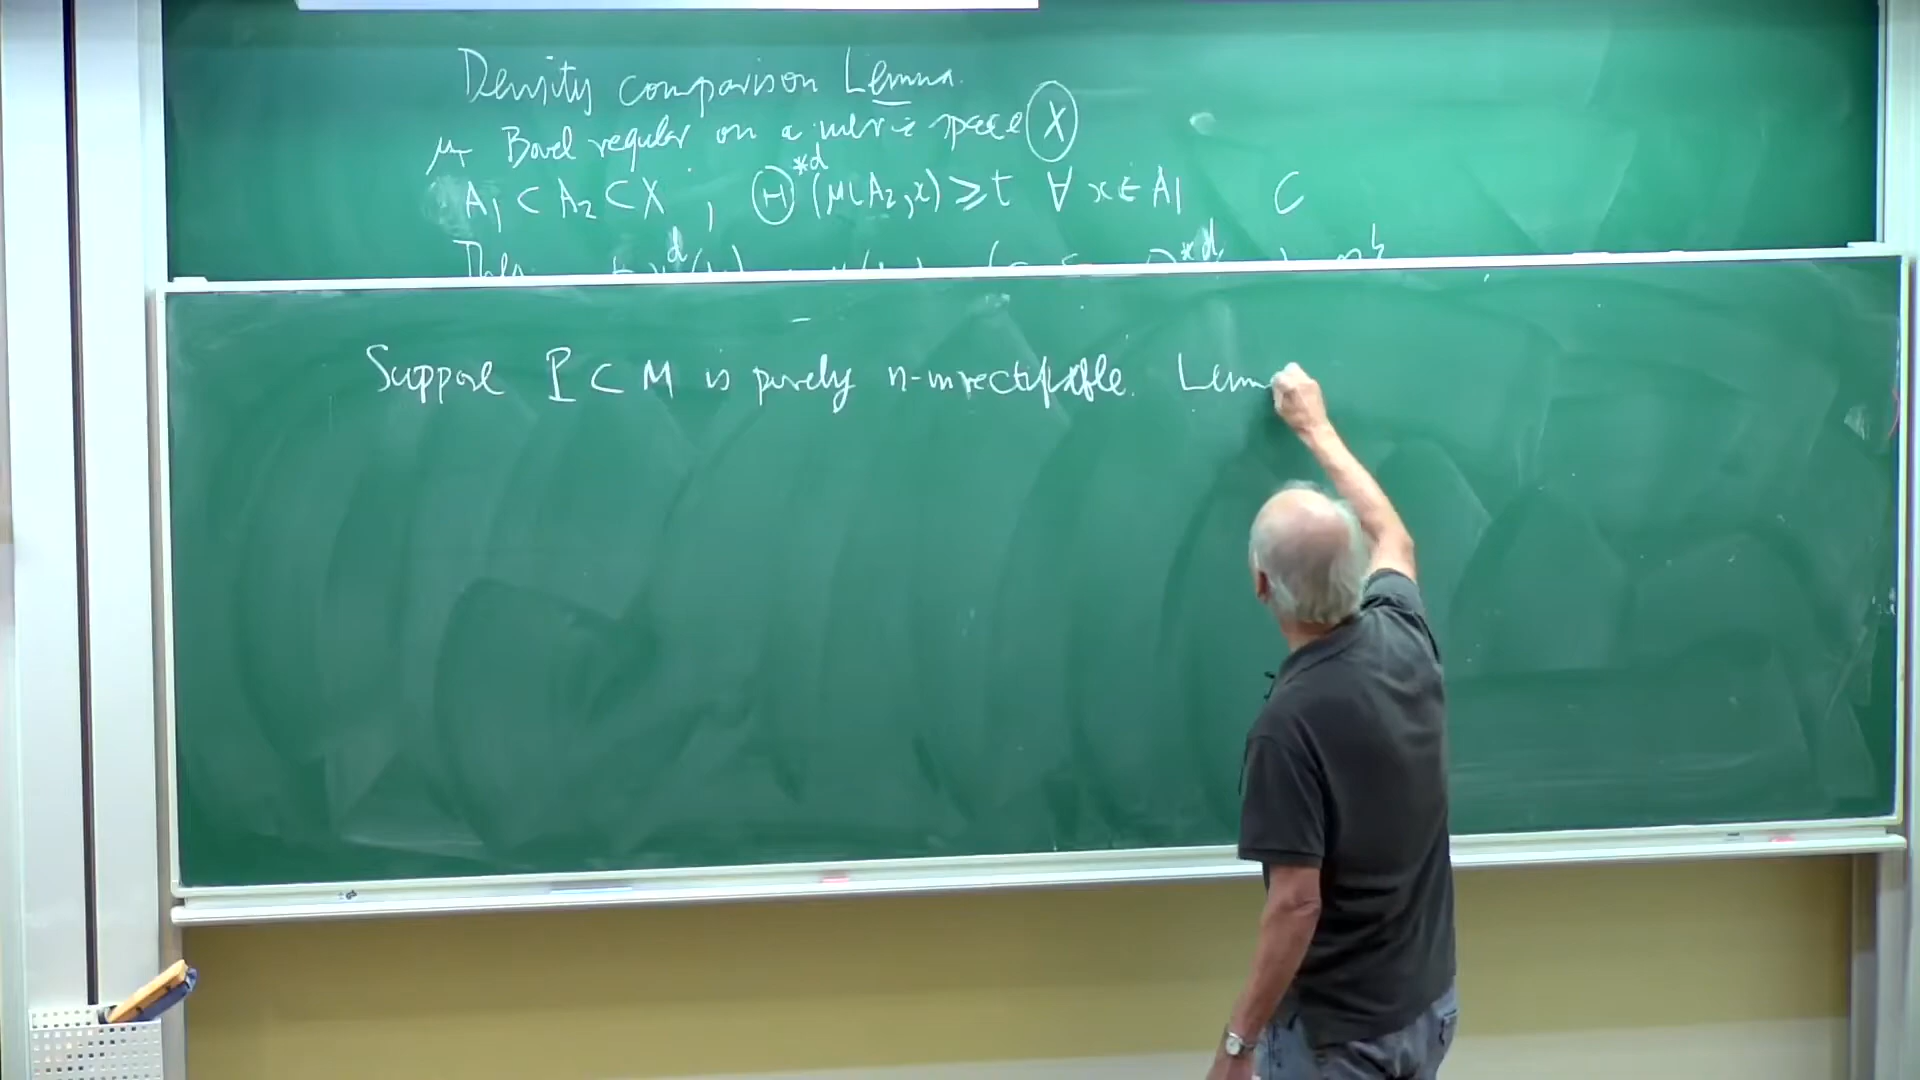 Density comparison Lemma.
μ Borel regular on a metric space X
A₁ ⊂ A₂ ⊂ X , Θ*ᵈ(μ⌞A₂,x) ⩾ t ∀ x ∈ A₁ C
Suppose P ⊂ M is purely n-unrectifiable. Lemm